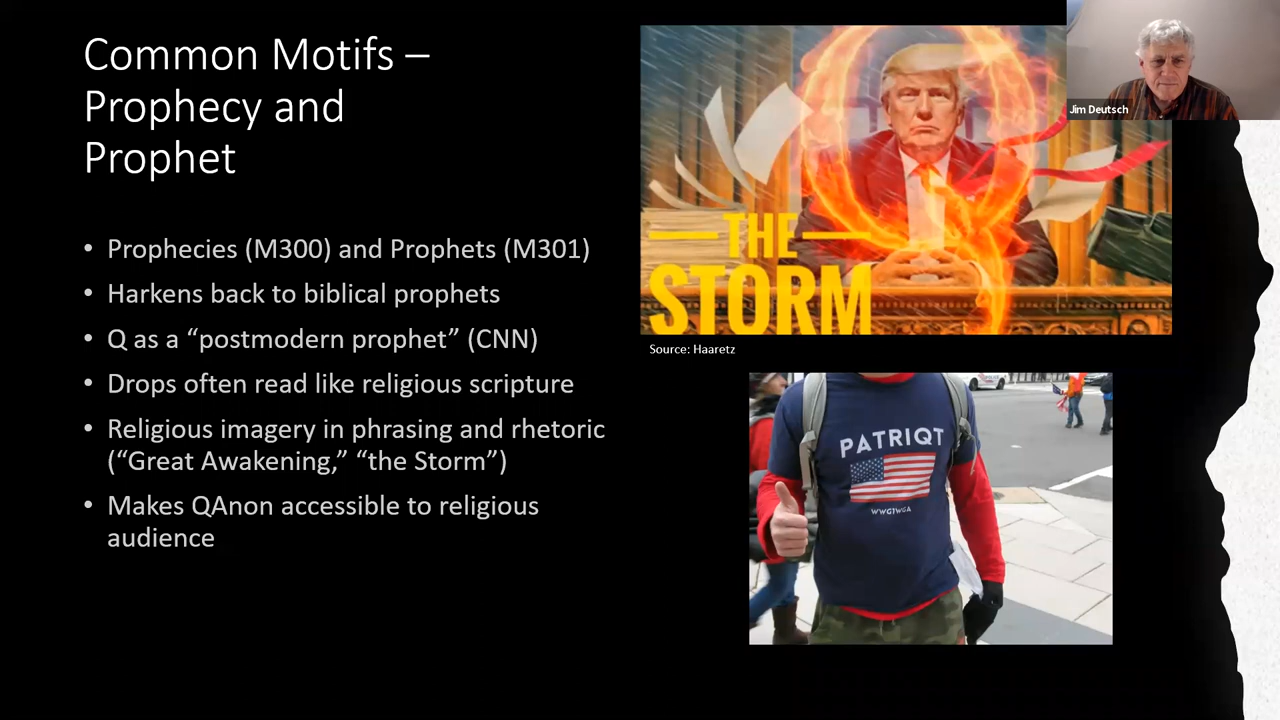 Common Motifs –
Prophecy and
Prophet
• Prophecies (M300) and Prophets (M301)
• Harkens back to biblical prophets
• Q as a “postmodern prophet” (CNN)
• Drops often read like religious scripture
• Religious imagery in phrasing and rhetoric
(“Great Awakening,” “the Storm”)
• Makes QAnon accessible to religious
audience
THE
STORM
Source: Haaretz
PATRIQT
WWG1WGA
Jim Deutsch